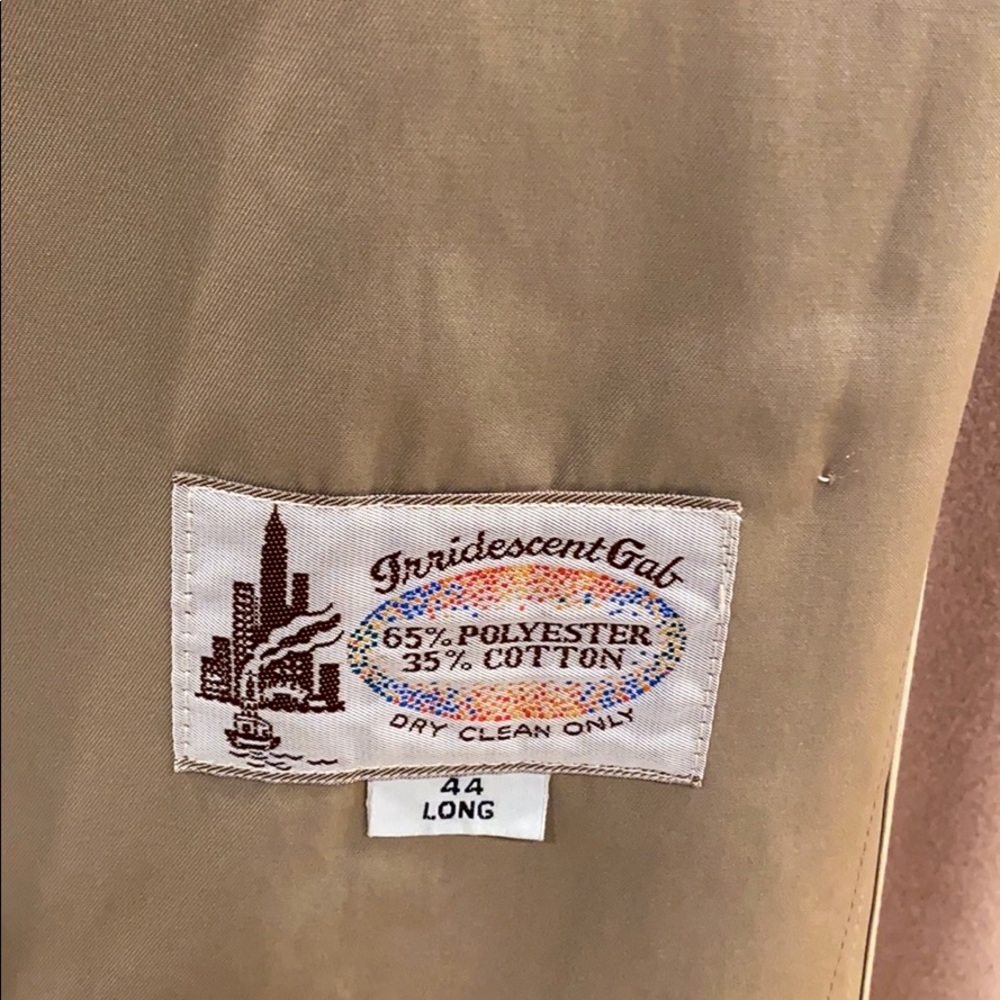 Irridescent Gab
65% POLYESTER
35% COTTON
DRY CLEAN ONLY
44
LONG